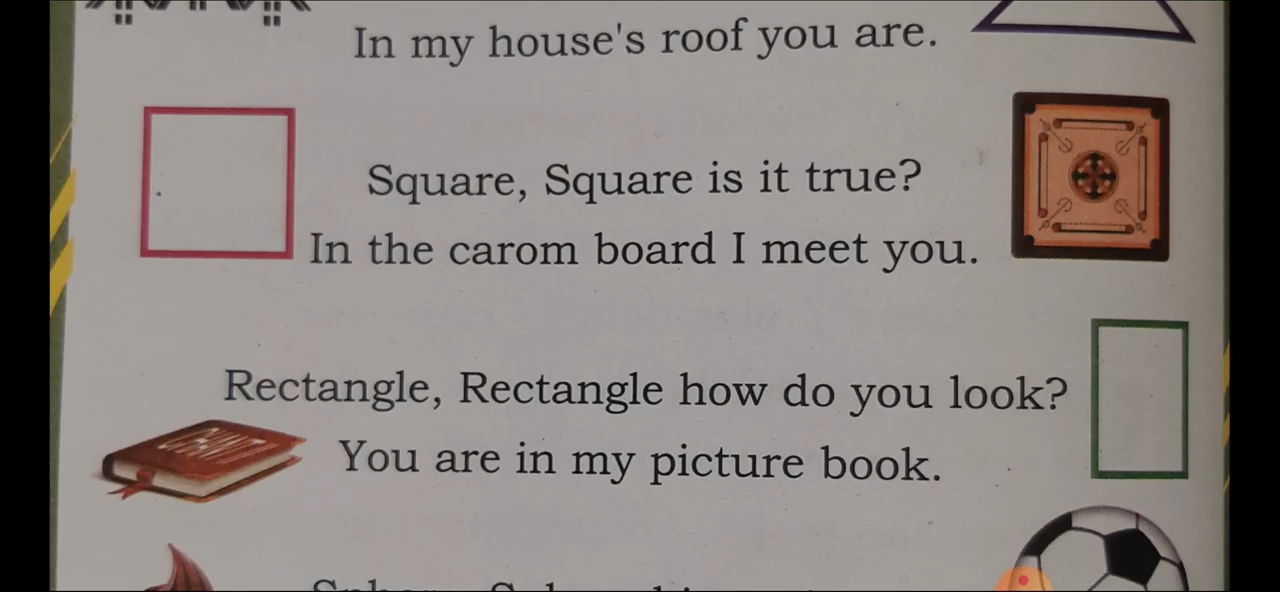 In my house's roof you are.
Square, Square is it true?
In the carom board I meet you.
Rectangle, Rectangle how do you look?
You are in my picture book.